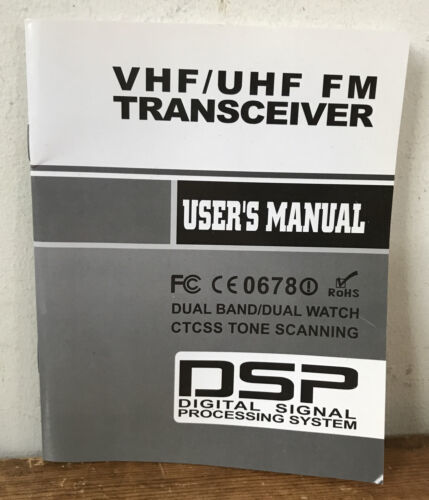 VHF/UHF FM
TRANSCEIVER
USER'S MANUAL
FC CE0678 RoHS
DUAL BAND/DUAL WATCH
CTCSS TONE SCANNING
DSP
DIGITAL SIGNAL
PROCESSING SYSTEM